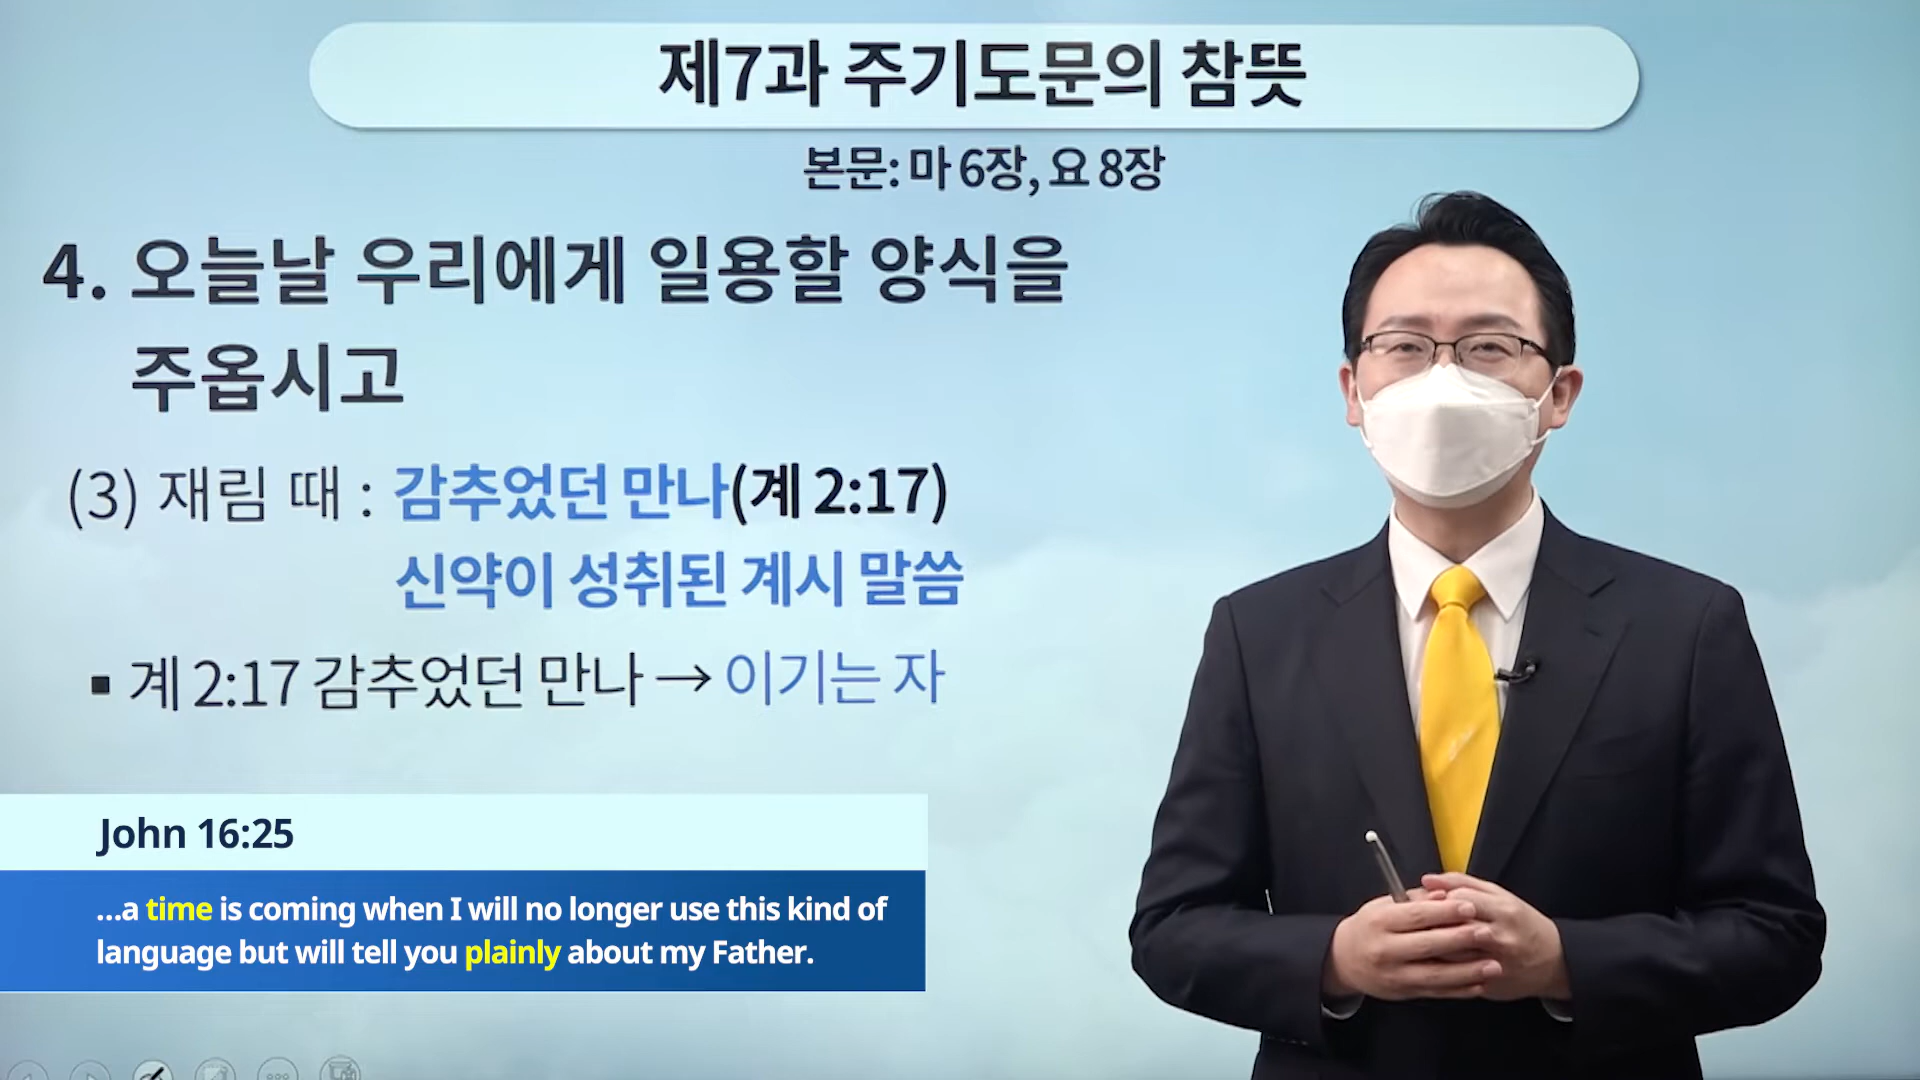 제7과 주기도문의 참뜻
본문: 마 6장, 요 8장
4. 오늘날 우리에게 일용할 양식을
주옵시고
(3) 재림 때 : 감추었던 만나(계 2:17)
신약이 성취된 계시 말씀
▪ 계 2:17 감추었던 만나 → 이기는 자
John 16:25
...a time is coming when I will no longer use this kind of
language but will tell you plainly about my Father.